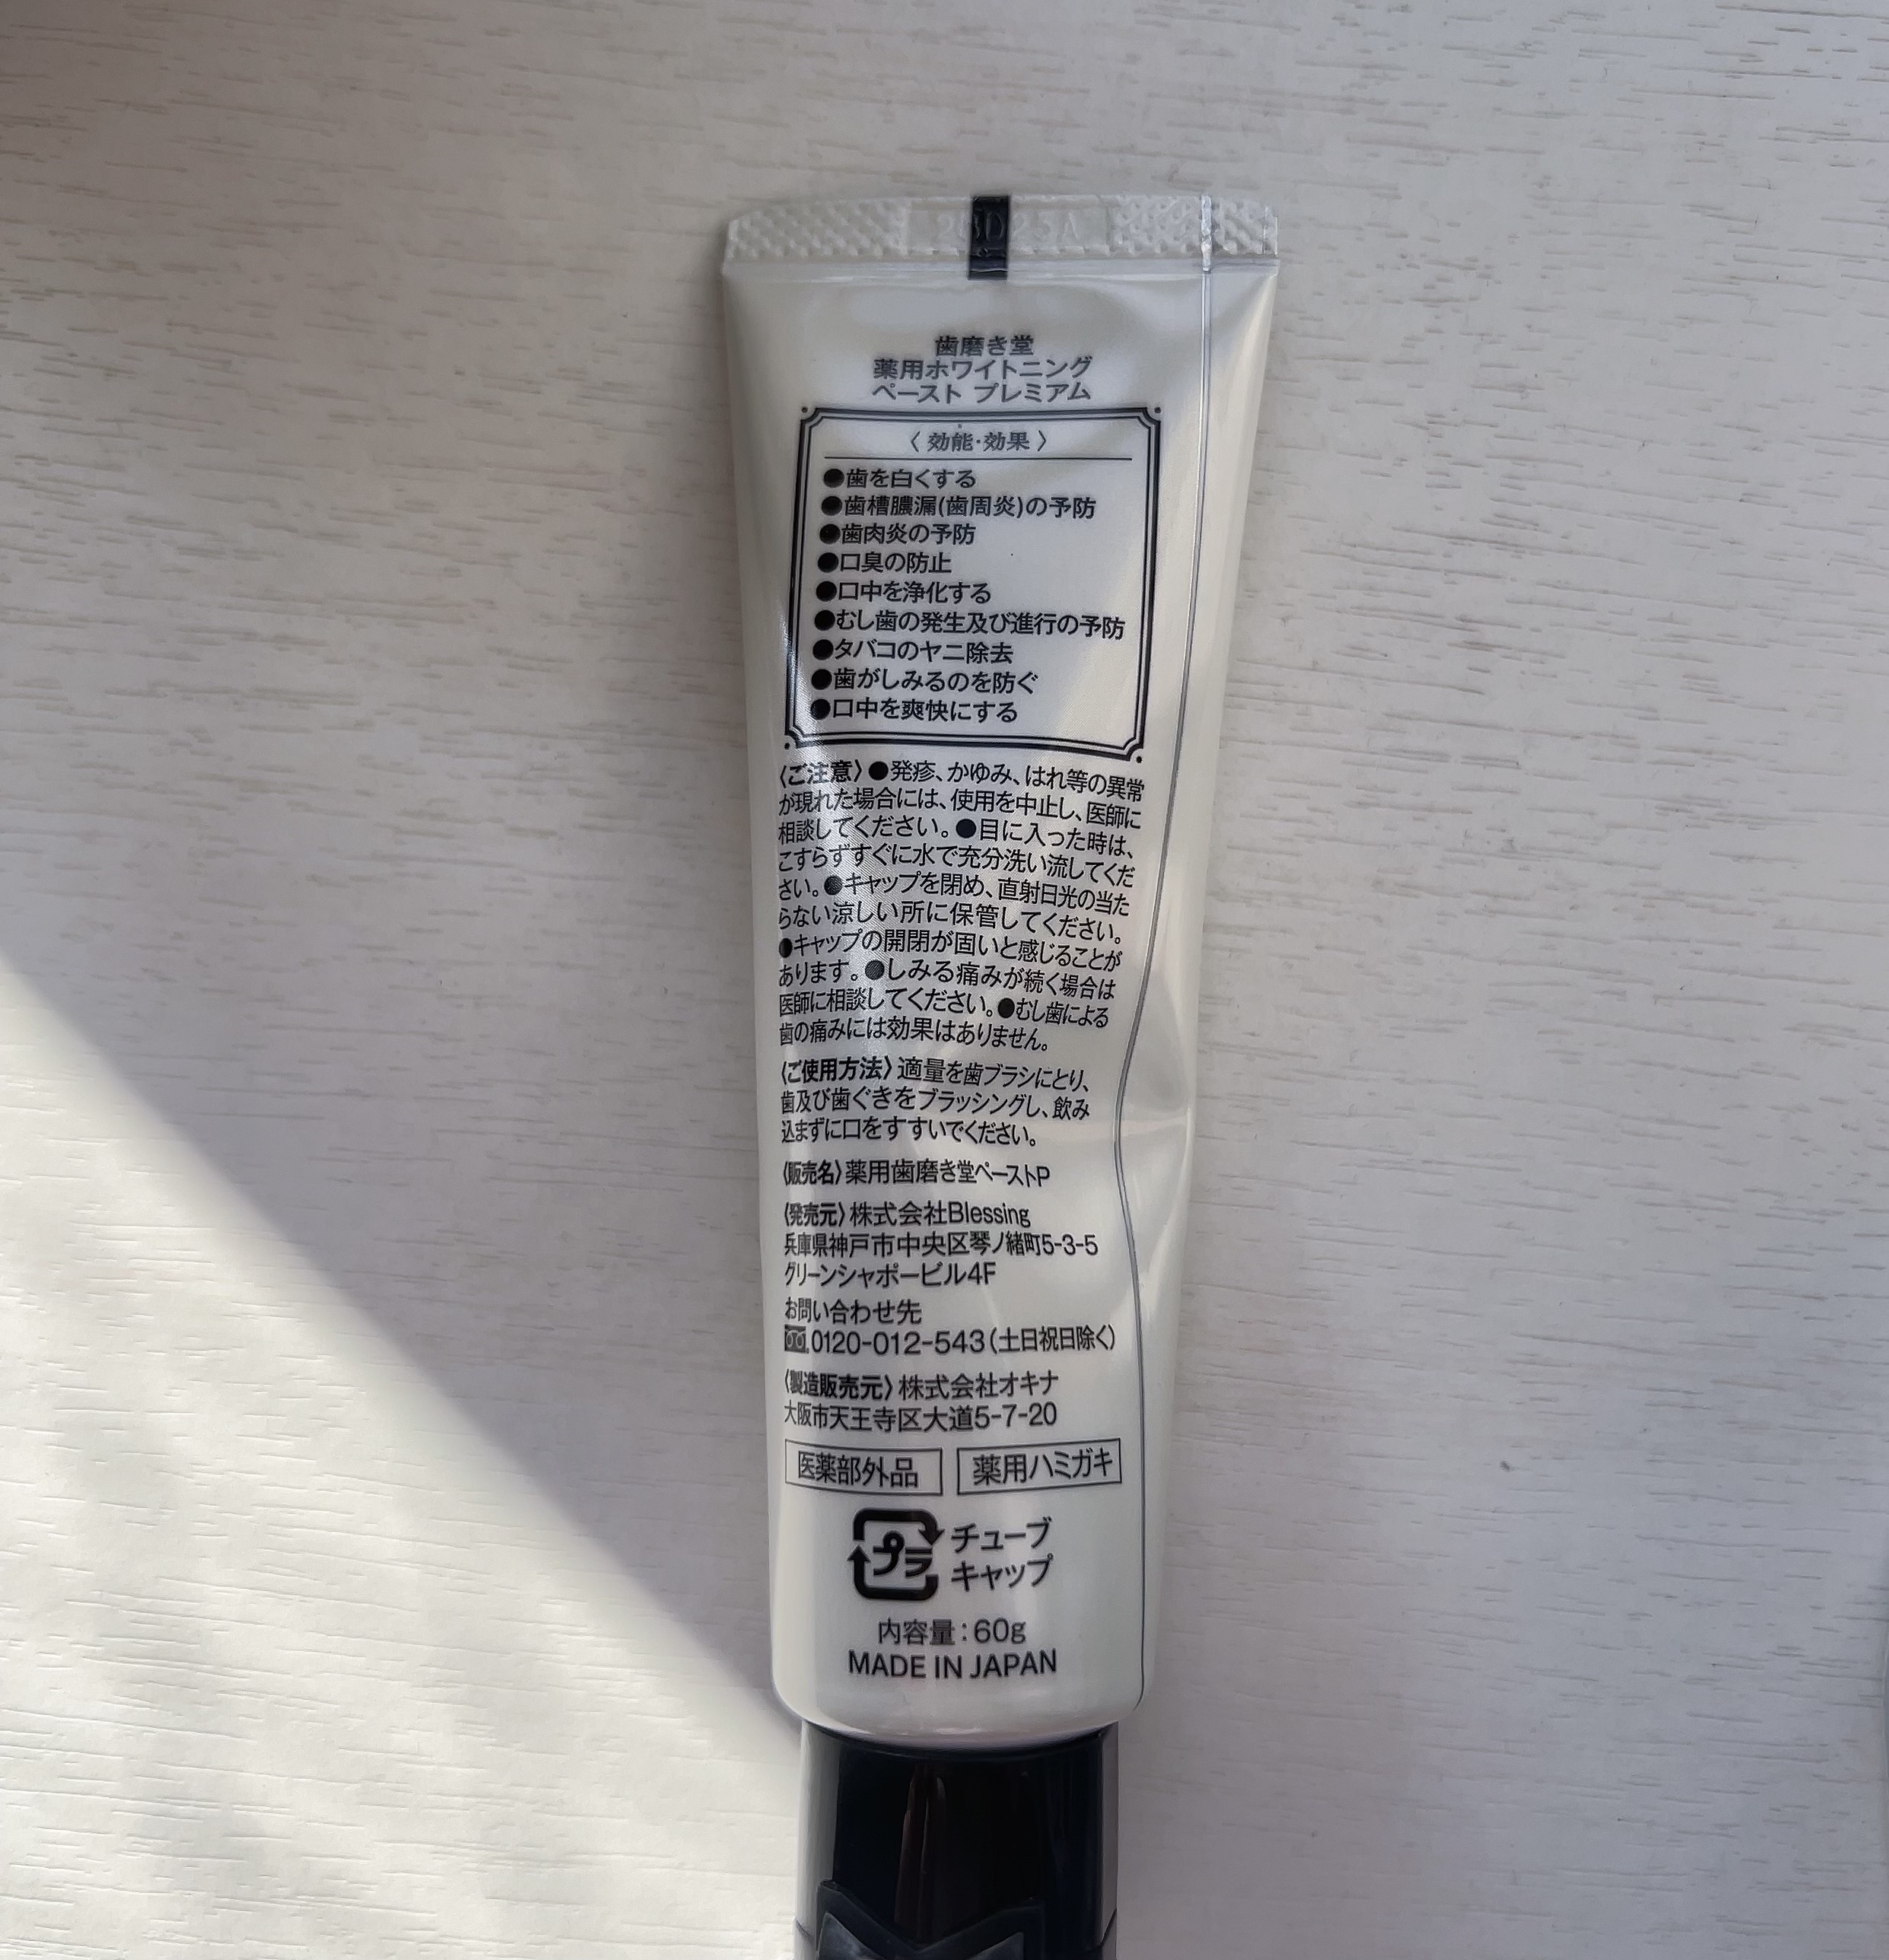 歯磨き堂
薬用ホワイトニング
ペースト プレミアム
〈 効能・効果 〉
●歯を白くする
●歯槽膿漏(歯周炎)の予防
●歯肉炎の予防
●口臭の防止
●口中を浄化する
●むし歯の発生及び進行の予防
●タバコのヤニ除去
●歯がしみるのを防ぐ
●口中を爽快にする
〈ご注意〉●発疹、かゆみ、はれ等の異常
が現れた場合には、使用を中止し、医師に
相談してください。●目に入った時は、
こすらずすぐに水で充分洗い流してくだ
さい。●キャップを閉め、直射日光の当た
らない涼しい所に保管してください。
●キャップの開閉が固いと感じることが
あります。●しみる痛みが続く場合は
医師に相談してください。●むし歯による
歯の痛みには効果はありません。
〈ご使用方法〉適量を歯ブラシにとり、
歯及び歯ぐきをブラッシングし、飲み
込まずに口をすすいでください。
〈販売名〉薬用歯磨き堂ペーストP
〈発売元〉株式会社Blessing
兵庫県神戸市中央区琴ノ緒町5-3-5
グリーンシャポービル4F
お問い合わせ先
0120-012-543(土日祝日除く)
〈製造販売元〉株式会社オキナ
大阪市天王寺区大道5-7-20
医薬部外品 薬用ハミガキ
プラ チューブ
キャップ
内容量：60g
MADE IN JAPAN